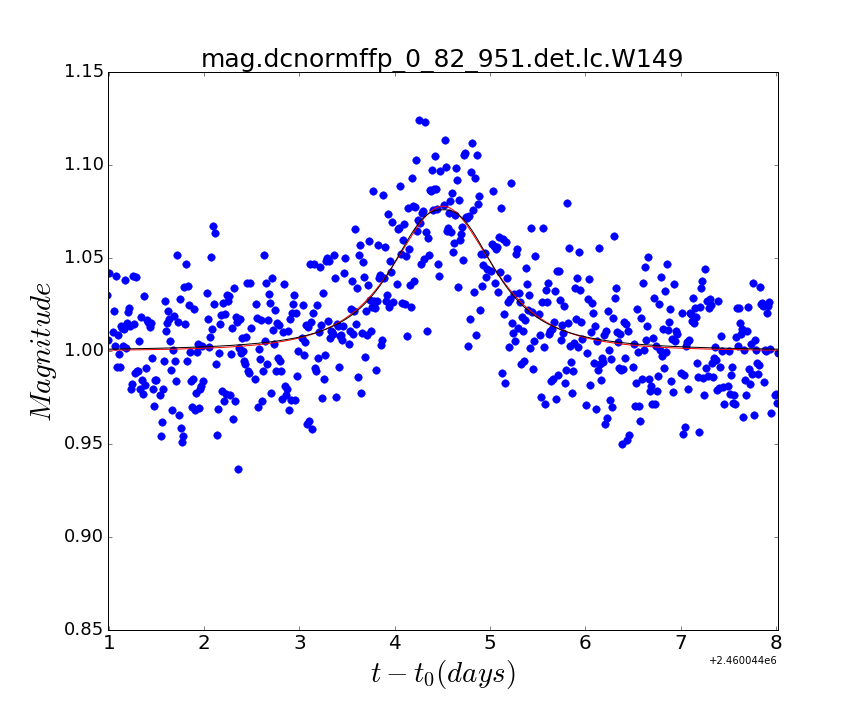 mag.dcnormffp_0_82_951.det.lc.W149
1.15
1.10
1.05
1.00
0.95
0.90
0.85
Magnitude
1 2 3 4 5 6 7 8
+2.460044e6
t − t₀(days)